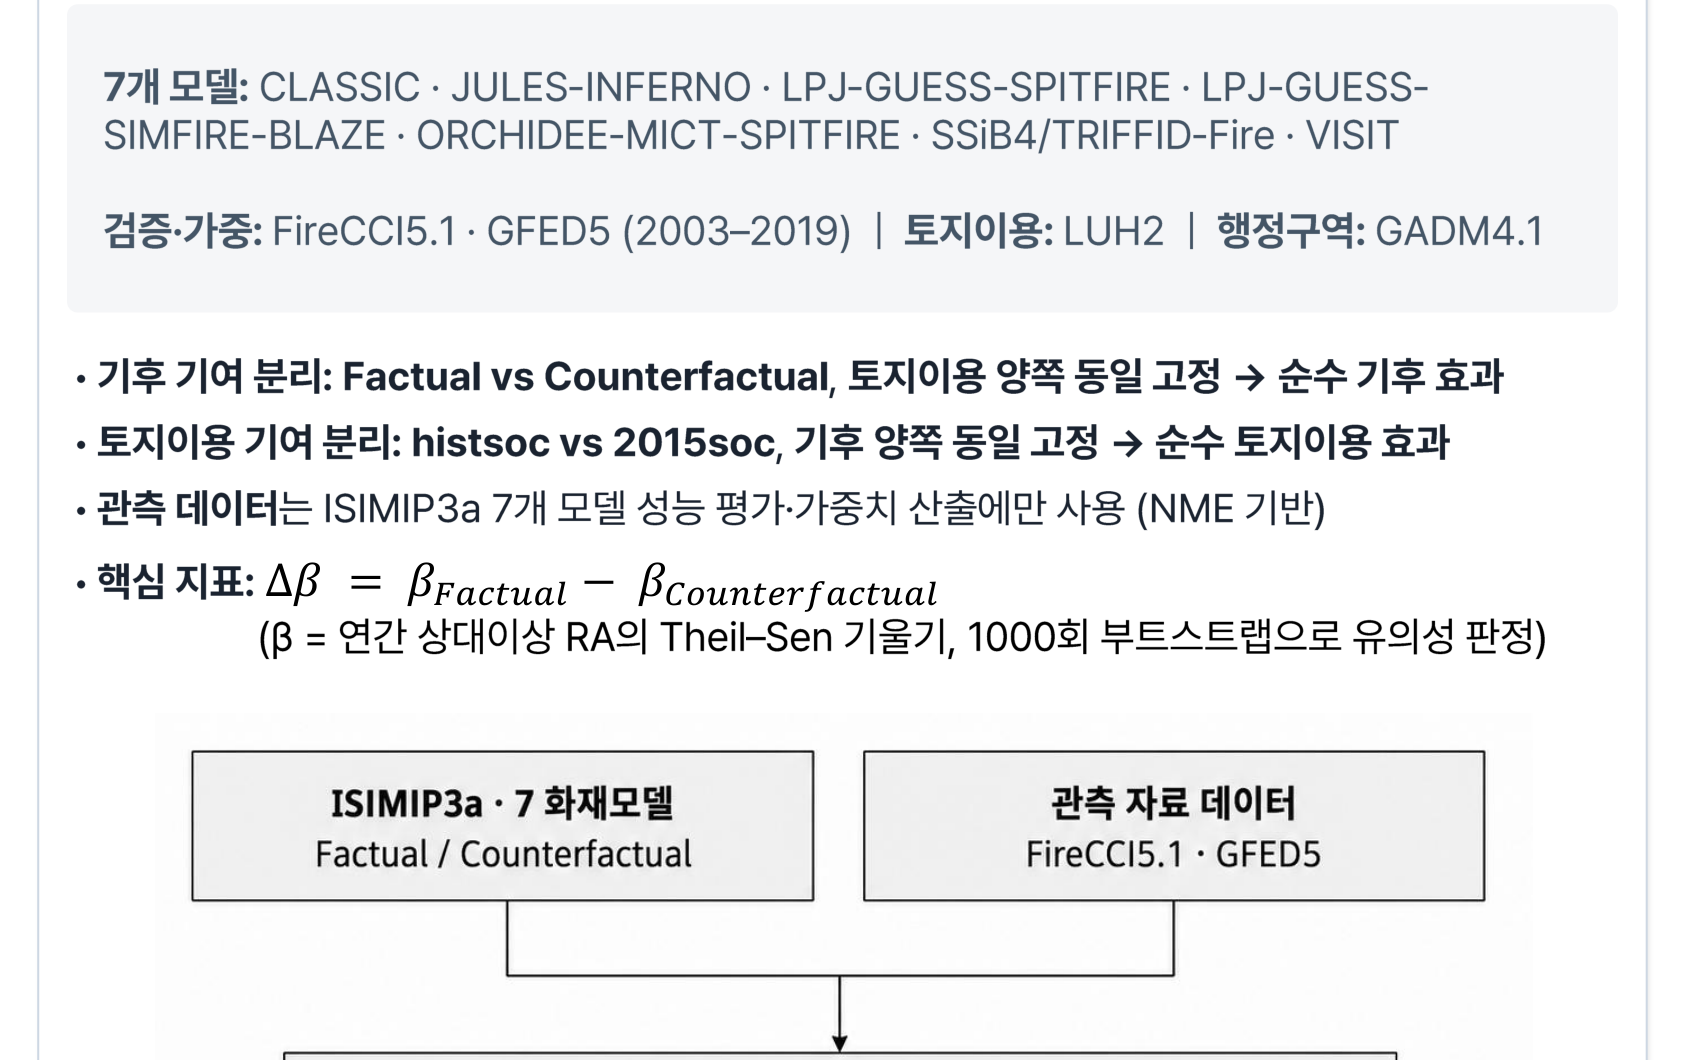 7개 모델: CLASSIC · JULES-INFERNO · LPJ-GUESS-SPITFIRE · LPJ-GUESS-
SIMFIRE-BLAZE · ORCHIDEE-MICT-SPITFIRE · SSiB4/TRIFFID-Fire · VISIT
검증·가중: FireCCI5.1 · GFED5 (2003–2019) | 토지이용: LUH2 | 행정구역: GADM4.1
• 기후 기여 분리: Factual vs Counterfactual, 토지이용 양쪽 동일 고정 → 순수 기후 효과
• 토지이용 기여 분리: histsoc vs 2015soc, 기후 양쪽 동일 고정 → 순수 토지이용 효과
• 관측 데이터는 ISIMIP3a 7개 모델 성능 평가·가중치 산출에만 사용 (NME 기반)
• 핵심 지표: Δβ = β_Factual − β_Counterfactual
(β = 연간 상대이상 RA의 Theil–Sen 기울기, 1000회 부트스트랩으로 유의성 판정)
ISIMIP3a · 7 화재모델
Factual / Counterfactual
관측 자료 데이터
FireCCI5.1 · GFED5